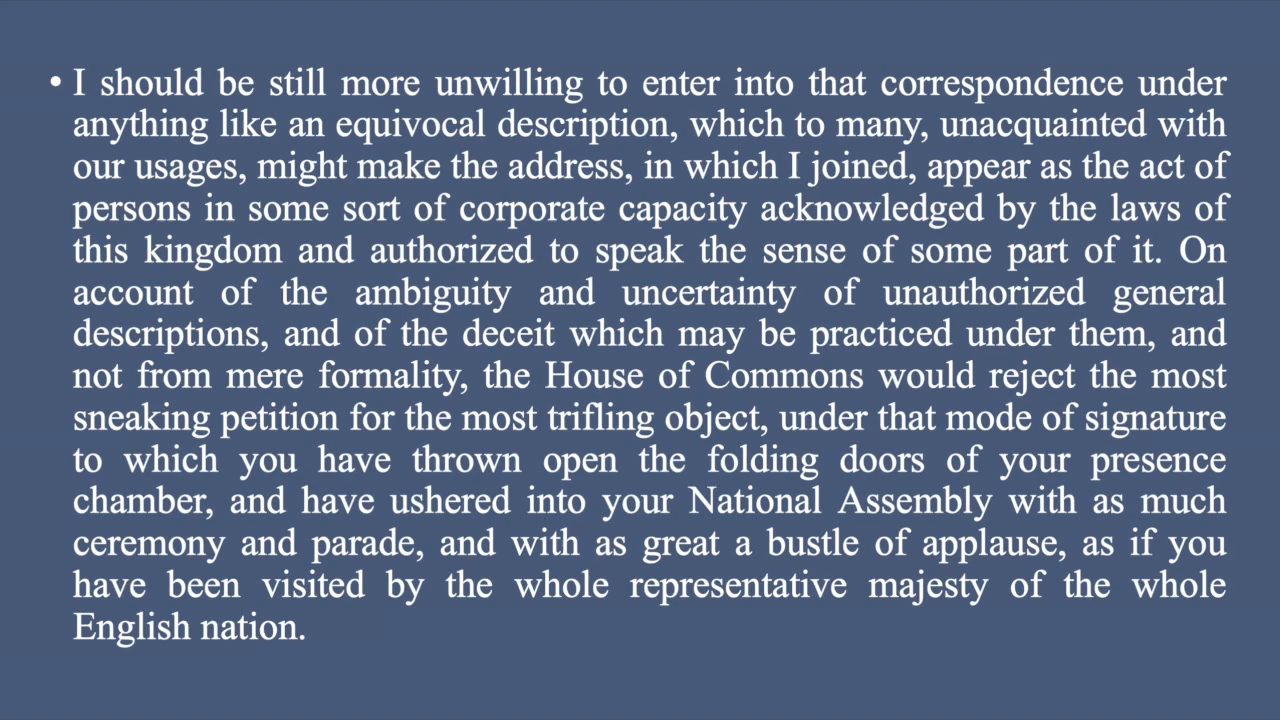 • I should be still more unwilling to enter into that correspondence under
anything like an equivocal description, which to many, unacquainted with
our usages, might make the address, in which I joined, appear as the act of
persons in some sort of corporate capacity acknowledged by the laws of
this kingdom and authorized to speak the sense of some part of it. On
account of the ambiguity and uncertainty of unauthorized general
descriptions, and of the deceit which may be practiced under them, and
not from mere formality, the House of Commons would reject the most
sneaking petition for the most trifling object, under that mode of signature
to which you have thrown open the folding doors of your presence
chamber, and have ushered into your National Assembly with as much
ceremony and parade, and with as great a bustle of applause, as if you
have been visited by the whole representative majesty of the whole
English nation.